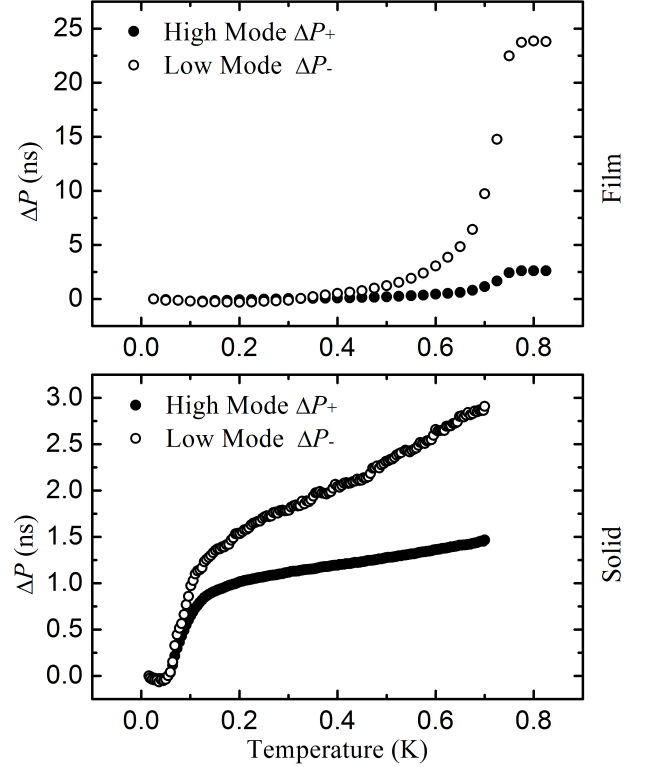 25
High Mode ΔP+
Low Mode ΔP-
20
15
10
5
0
ΔP (ns)
Film
0.0 0.2 0.4 0.6 0.8
3.0
High Mode ΔP+
Low Mode ΔP-
2.5
2.0
1.5
1.0
0.5
0.0
ΔP (ns)
Solid
0.0 0.2 0.4 0.6 0.8
Temperature (K)